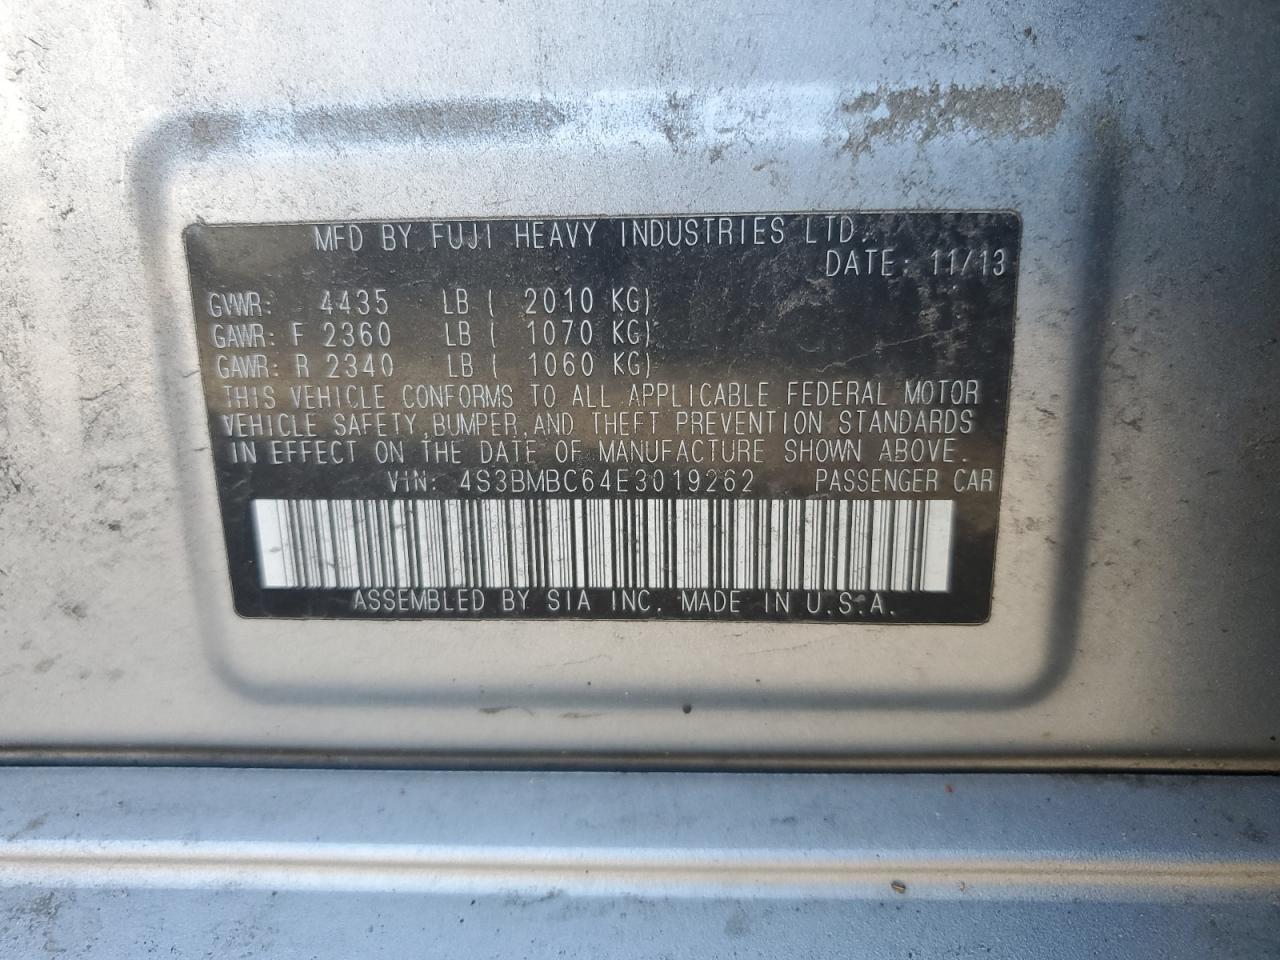 MFD BY FUJI HEAVY INDUSTRIES LTD.
DATE: 11/13
GVWR: 4435 LB ( 2010 KG)
GAWR: F 2360 LB ( 1070 KG)
GAWR: R 2340 LB ( 1060 KG)
THIS VEHICLE CONFORMS TO ALL APPLICABLE FEDERAL MOTOR
VEHICLE SAFETY, BUMPER, AND THEFT PREVENTION STANDARDS
IN EFFECT ON THE DATE OF MANUFACTURE SHOWN ABOVE.
VIN: 4S3BMBC64E3019262 PASSENGER CAR
ASSEMBLED BY SIA INC. MADE IN U.S.A.